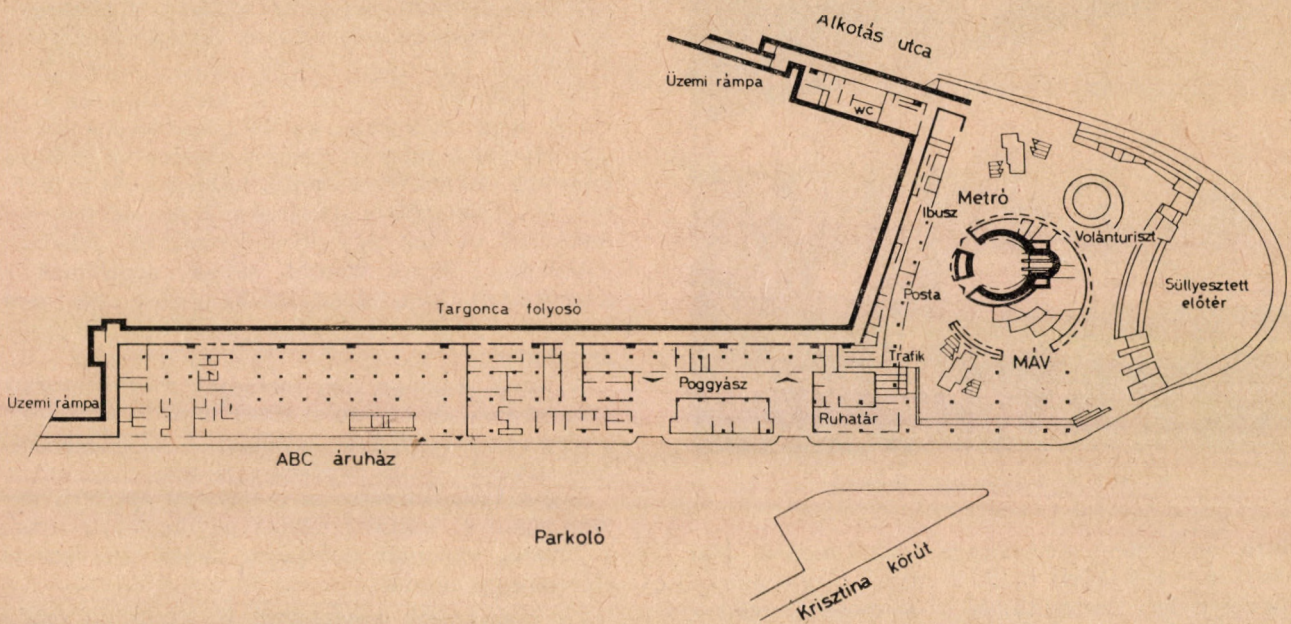 Alkotás utca
Üzemi rámpa
WC
Metró
Ibusz
Volánturiszt
Süllyesztett
előtér
Posta
Targonca folyosó
Trafik
MÁV
Poggyász
Üzemi rámpa
Ruhatár
ABC áruház
Parkoló
Krisztina körút